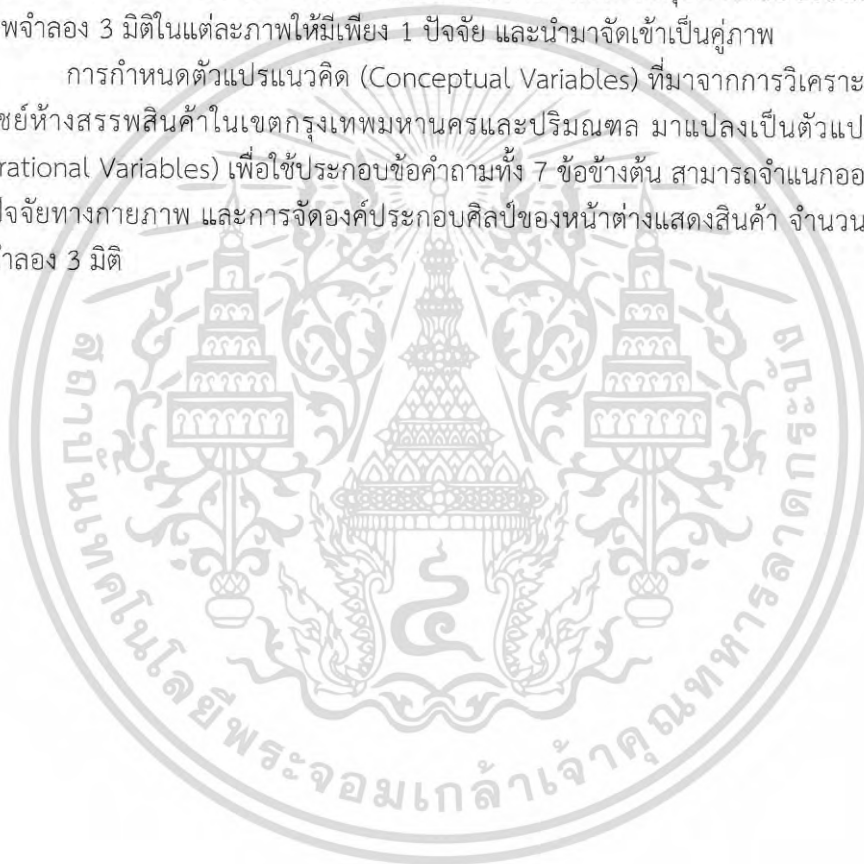 พจำลอง 3 มิติในแต่ละภาพให้มีเพียง 1 ปัจจัย และนำมาจัดเข้าเป็นคู่ภาพ
การกำหนดตัวแปรแนวคิด (Conceptual Variables) ที่มาจากการวิเคราะ
ชย์ห้างสรรพสินค้าในเขตกรุงเทพมหานครและปริมณฑล มาแปลงเป็นตัวแป
rational Variables) เพื่อใช้ประกอบข้อคำถามทั้ง 7 ข้อข้างต้น สามารถจำแนกออ
ปัจจัยทางกายภาพ และการจัดองค์ประกอบศิลป์ของหน้าต่างแสดงสินค้า จำนวน
ำลอง 3 มิติ
สถาบันเทคโนโลยีพระจอมเกล้าเจ้าคุณทหารลาดกระบัง
๔